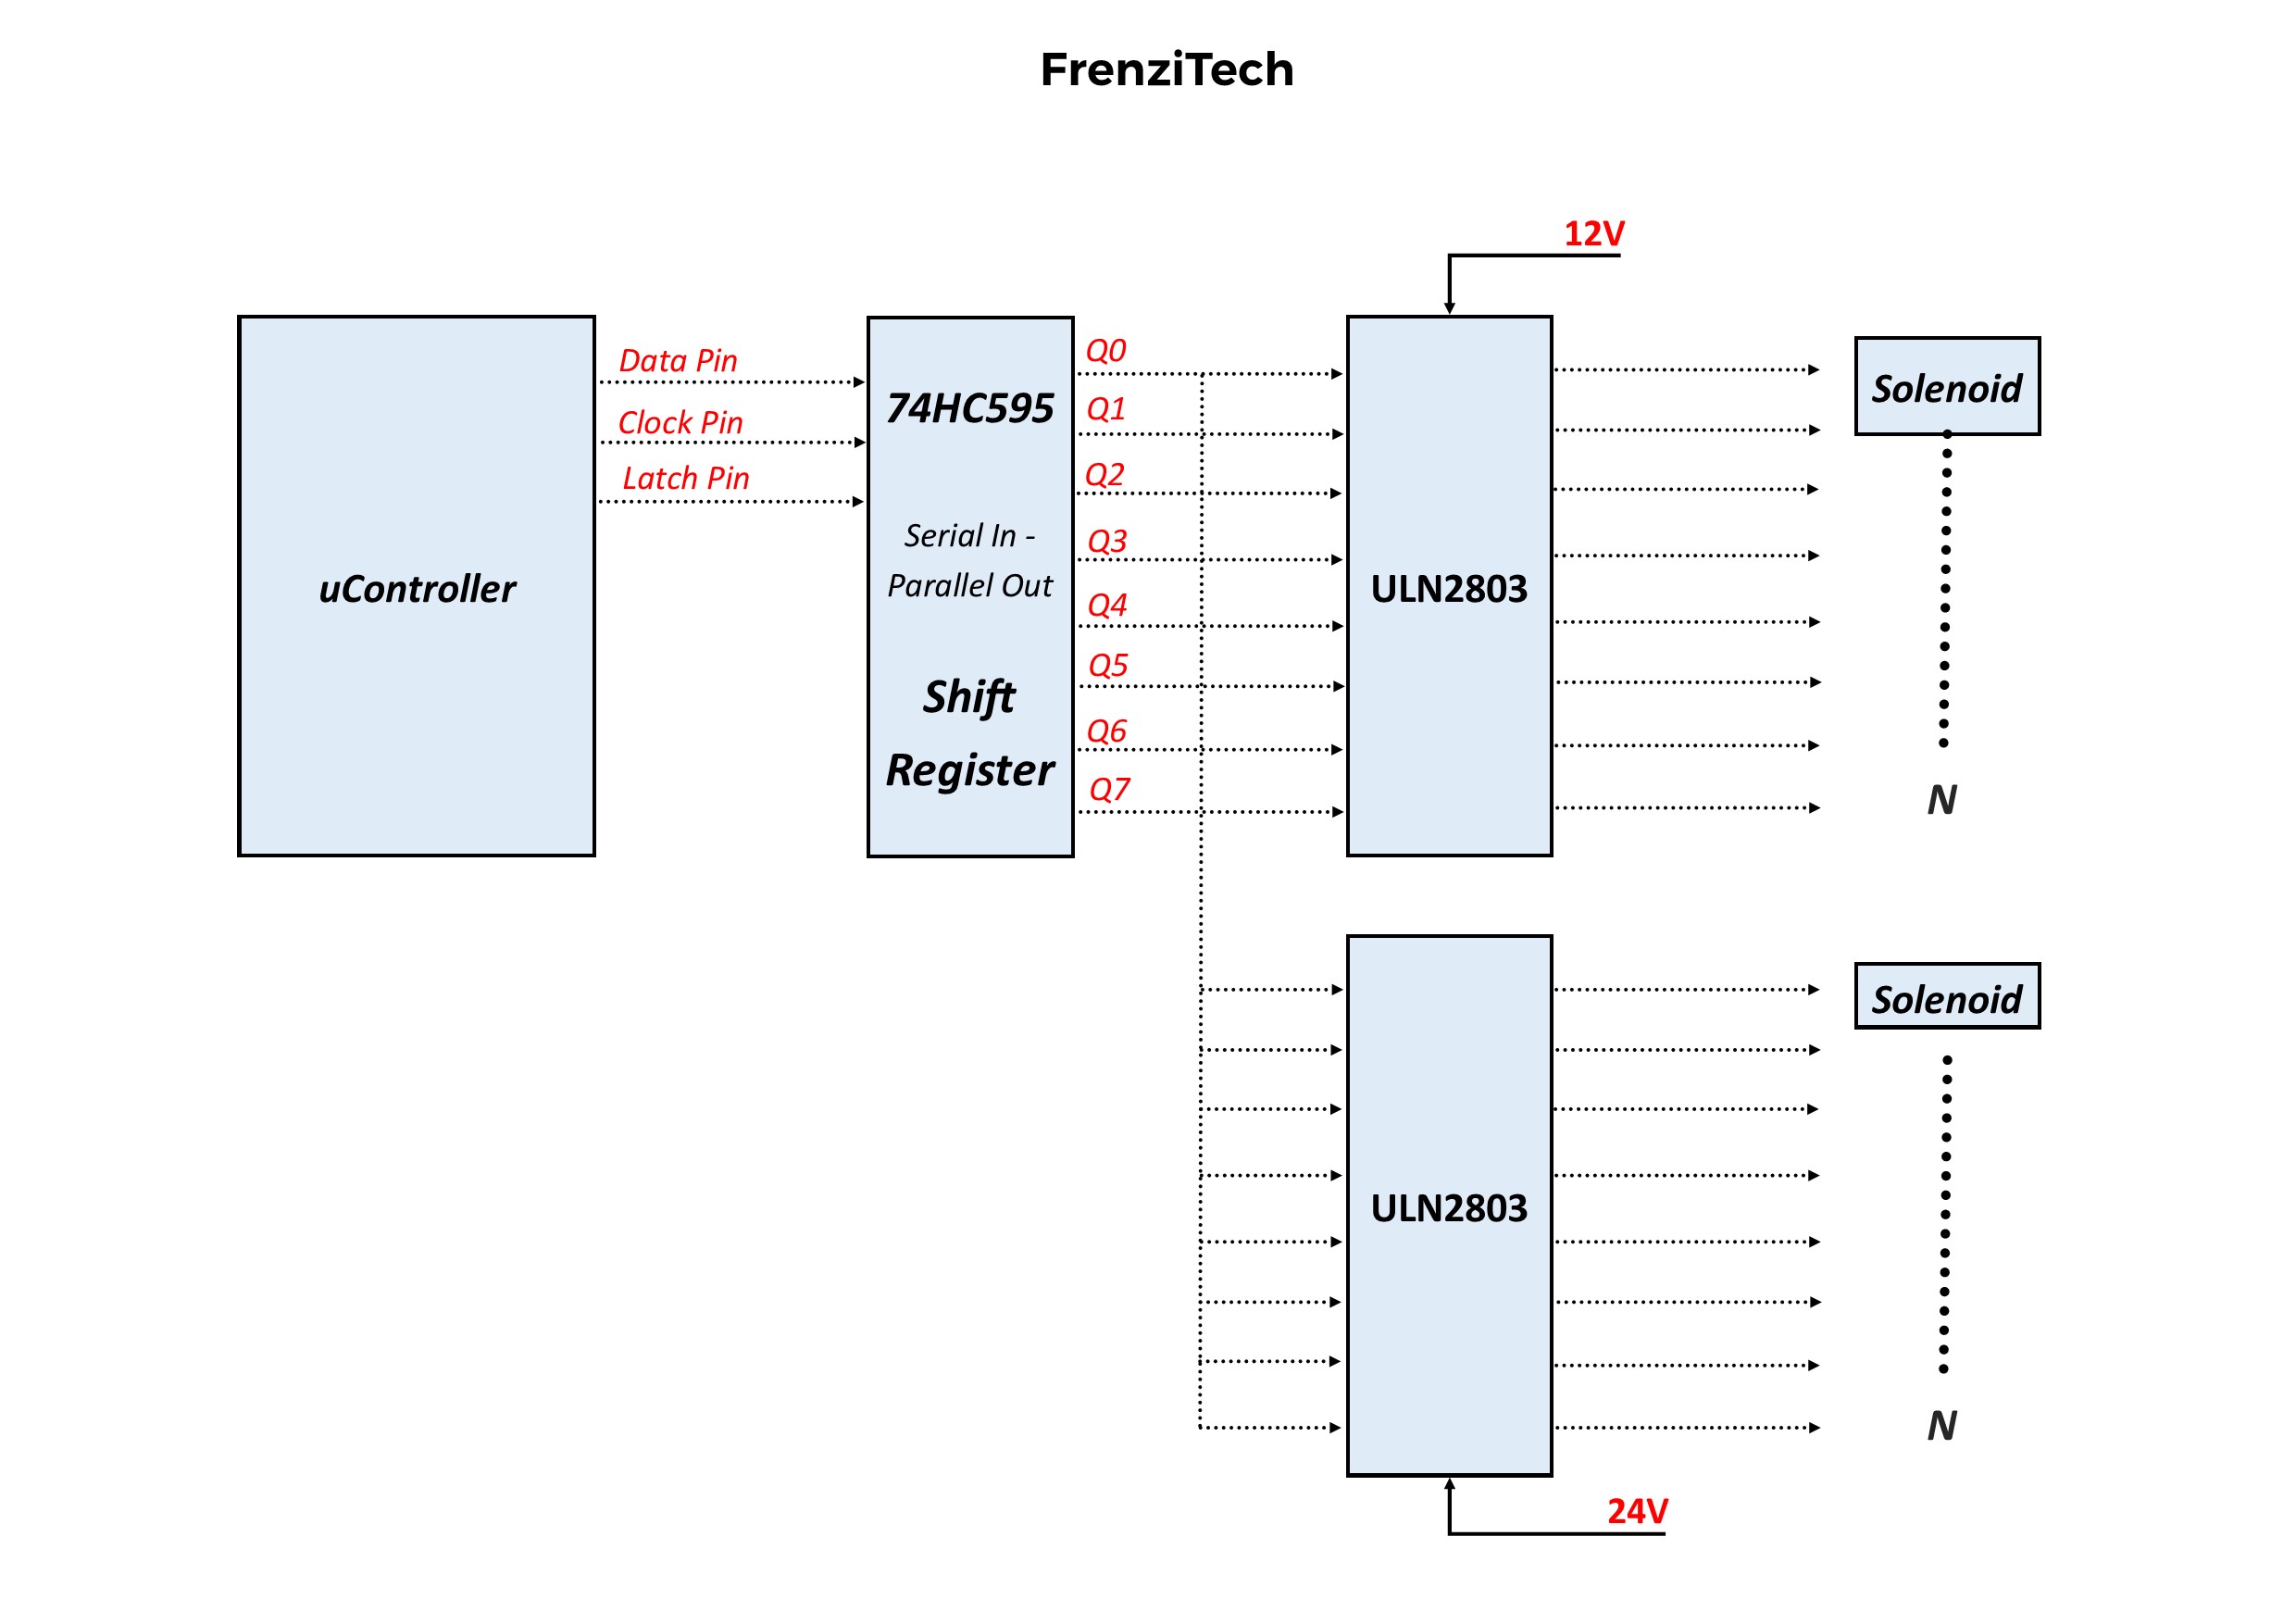 FrenziTech
12V
Data Pin
Clock Pin
Latch Pin
uController
74HC595
Serial In -
Parallel Out
Shift
Register
Q0
Q1
Q2
Q3
Q4
Q5
Q6
Q7
ULN2803
Solenoid
N
ULN2803
Solenoid
N
24V